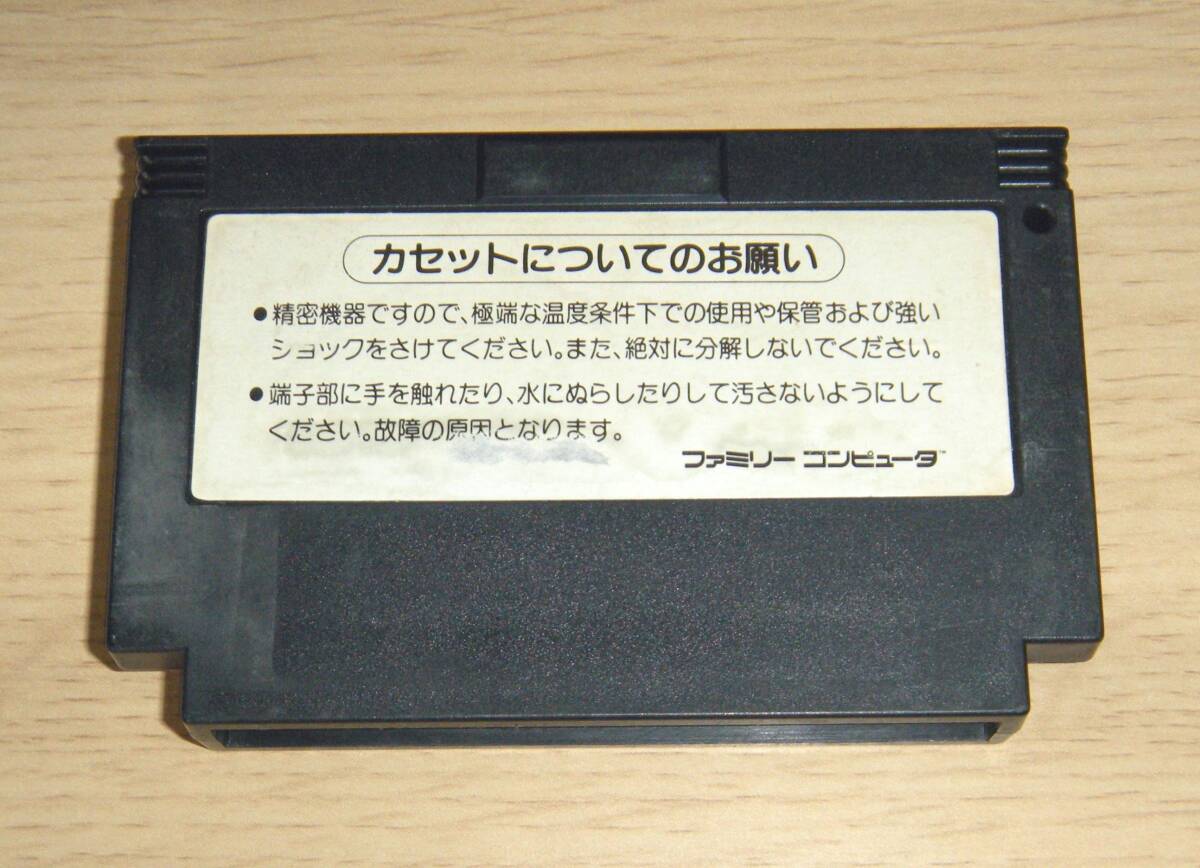 カセットについてのお願い
●精密機器ですので、極端な温度条件下での使用や保管および強い
ショックをさけてください。また、絶対に分解しないでください。
●端子部に手を触れたり、水にぬらしたりして汚さないようにして
ください。故障の原因となります。
ファミリーコンピュータ™